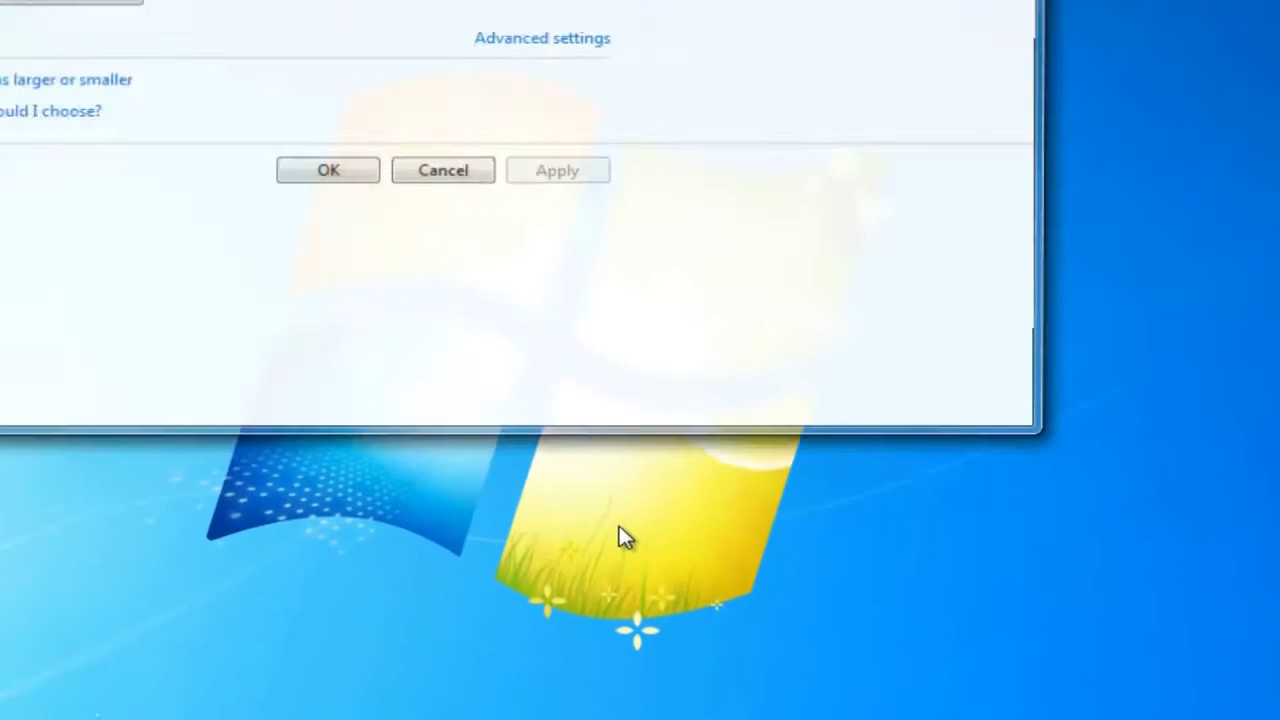 Advanced settings
s larger or smaller
ould I choose?
OK Cancel Apply